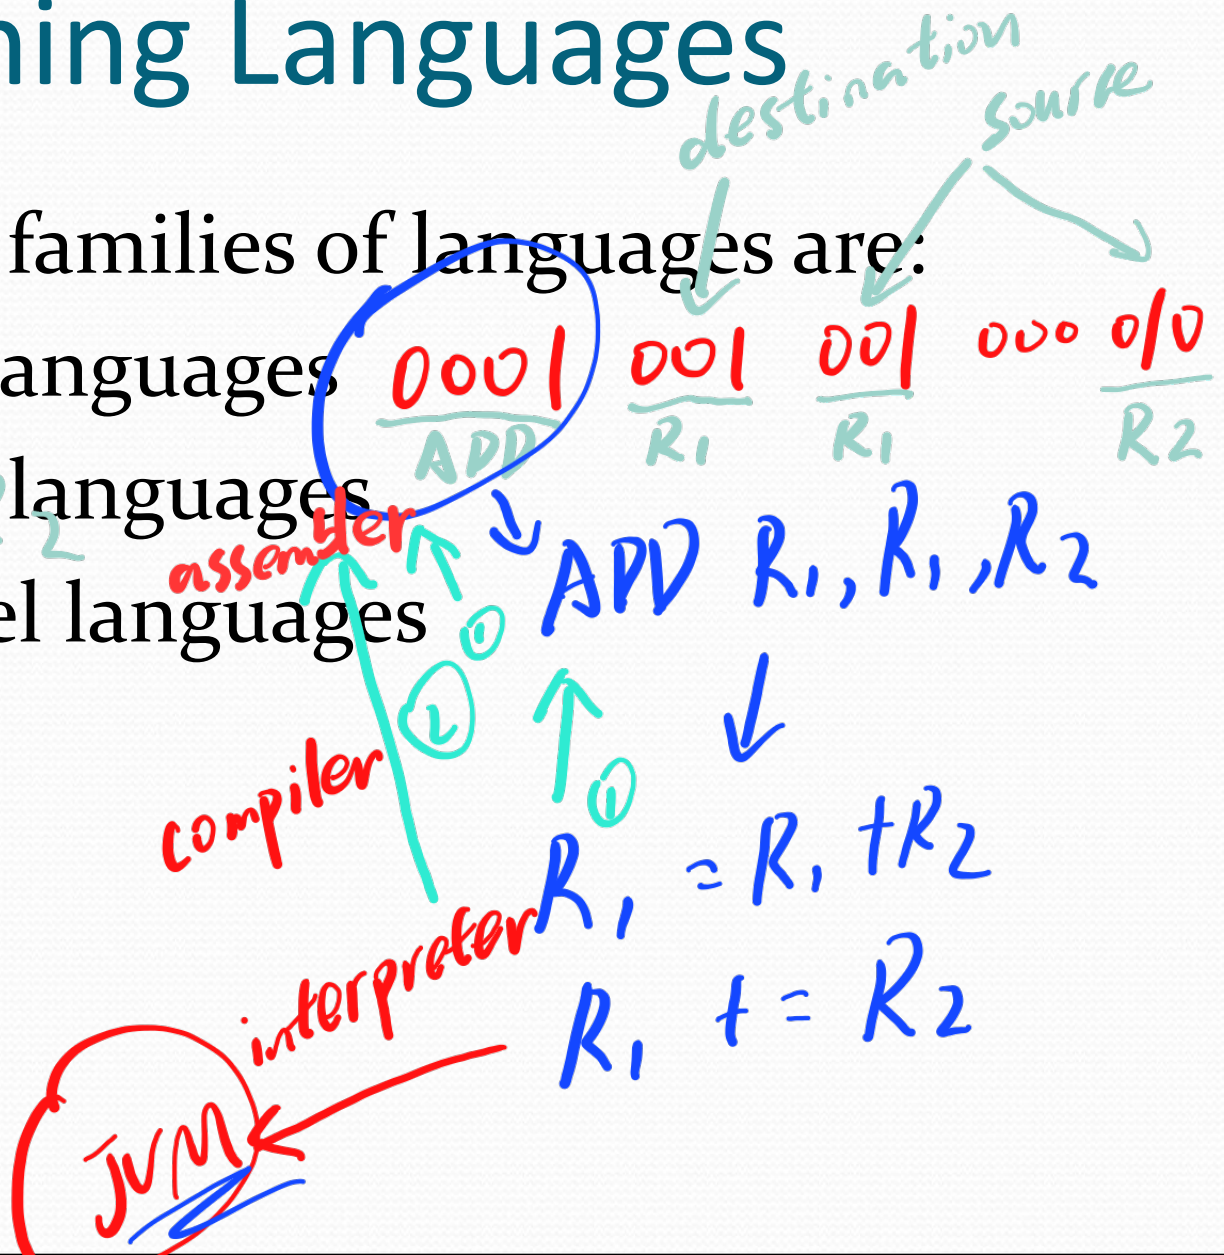 ning Languages
destination
source
families of languages are:
0001 001 001 000 010
anguages
ADD R1 R1 R2
languages
2
assembler
ADD R1, R1, R2
el languages
①
②
①
compiler
R1 = R1 + R2
interpreter
R1 += R2
JVM